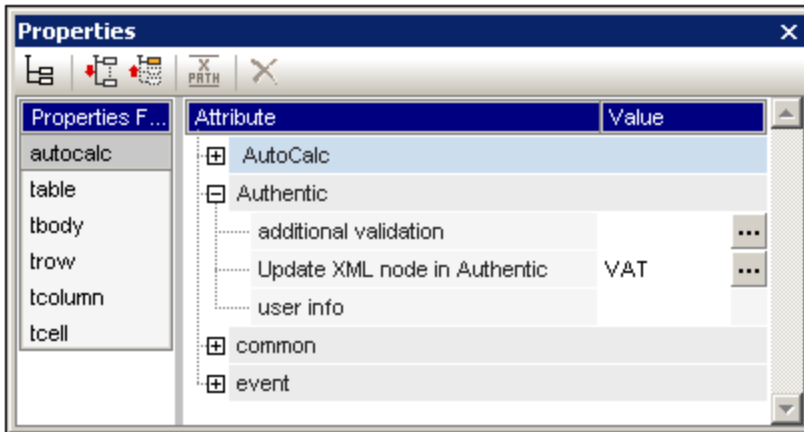 Properties
X
PATH
Properties F...
Attribute
Value
autocalc
AutoCalc
table
Authentic
tbody
additional validation
...
trow
Update XML node in Authentic
VAT
...
tcolumn
user info
tcell
common
event